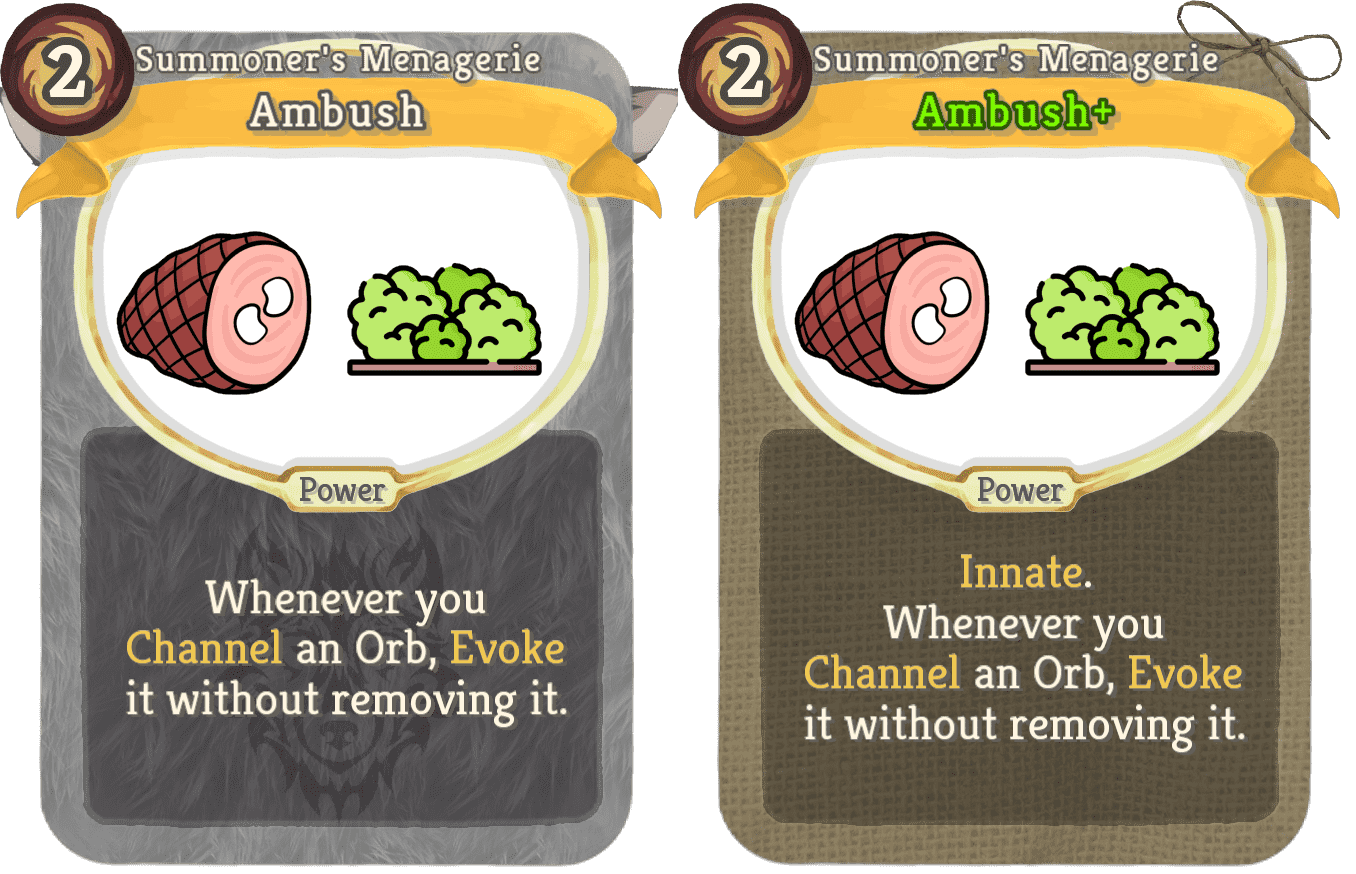 2
Summoner's Menagerie
Ambush
Power
Whenever you
Channel an Orb, Evoke
it without removing it.
2
Summoner's Menagerie
Ambush+
Power
Innate.
Whenever you
Channel an Orb, Evoke
it without removing it.